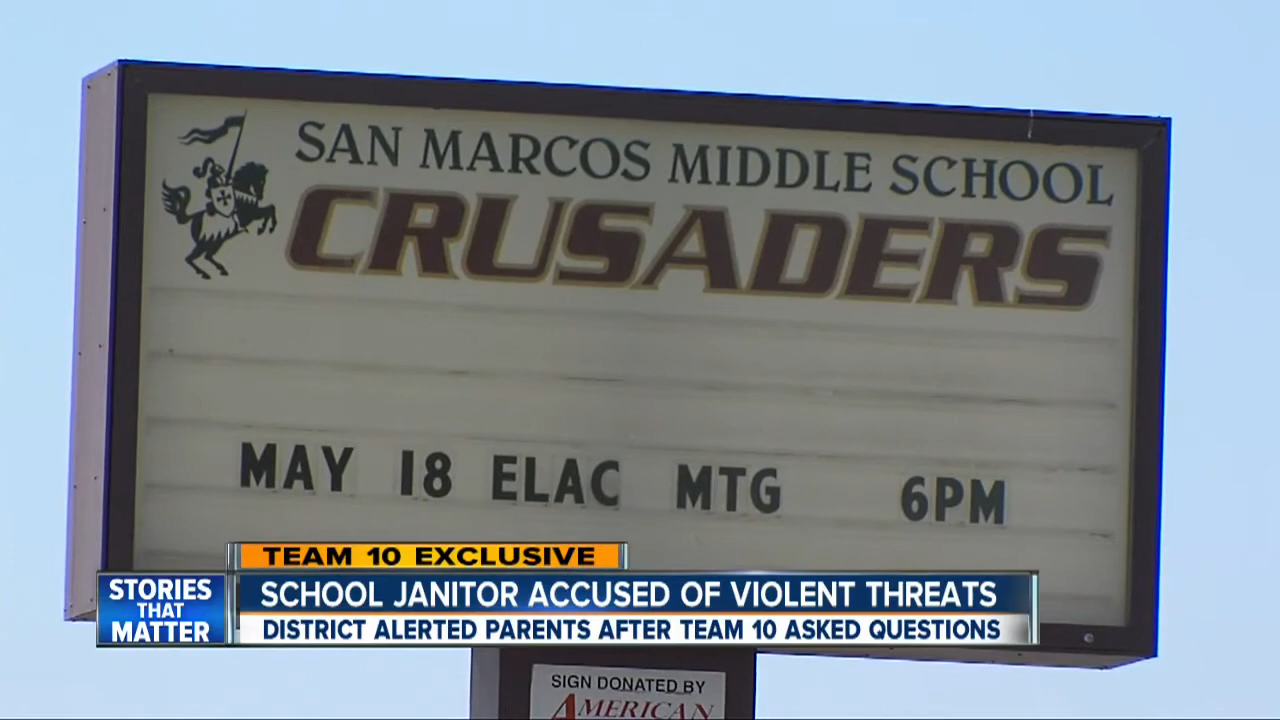 SAN MARCOS MIDDLE SCHOOL
CRUSADERS
MAY 18 ELAC MTG 6PM
TEAM 10 EXCLUSIVE
STORIES THAT MATTER
SCHOOL JANITOR ACCUSED OF VIOLENT THREATS
DISTRICT ALERTED PARENTS AFTER TEAM 10 ASKED QUESTIONS
SIGN DONATED BY
AMERICAN